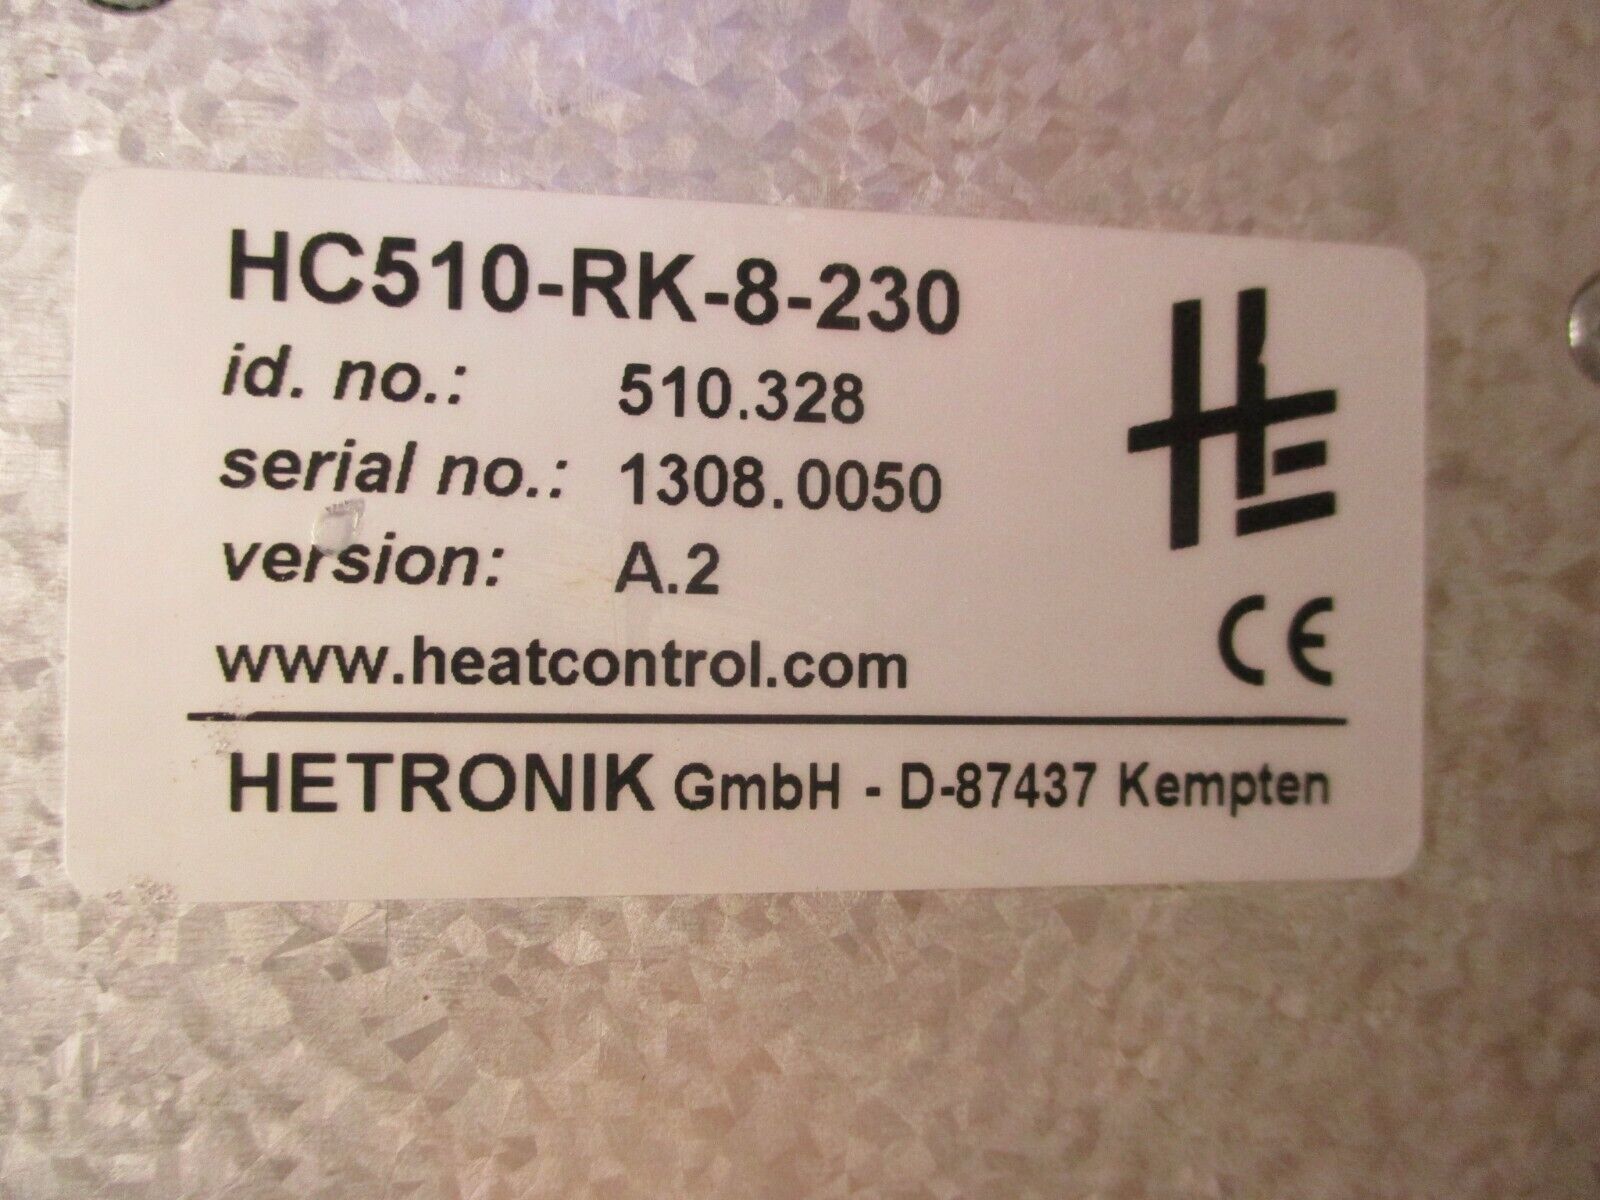 HC510-RK-8-230
id. no.: 510.328
serial no.: 1308.0050
version: A.2
www.heatcontrol.com
HE
CE
HETRONIK GmbH - D-87437 Kempten